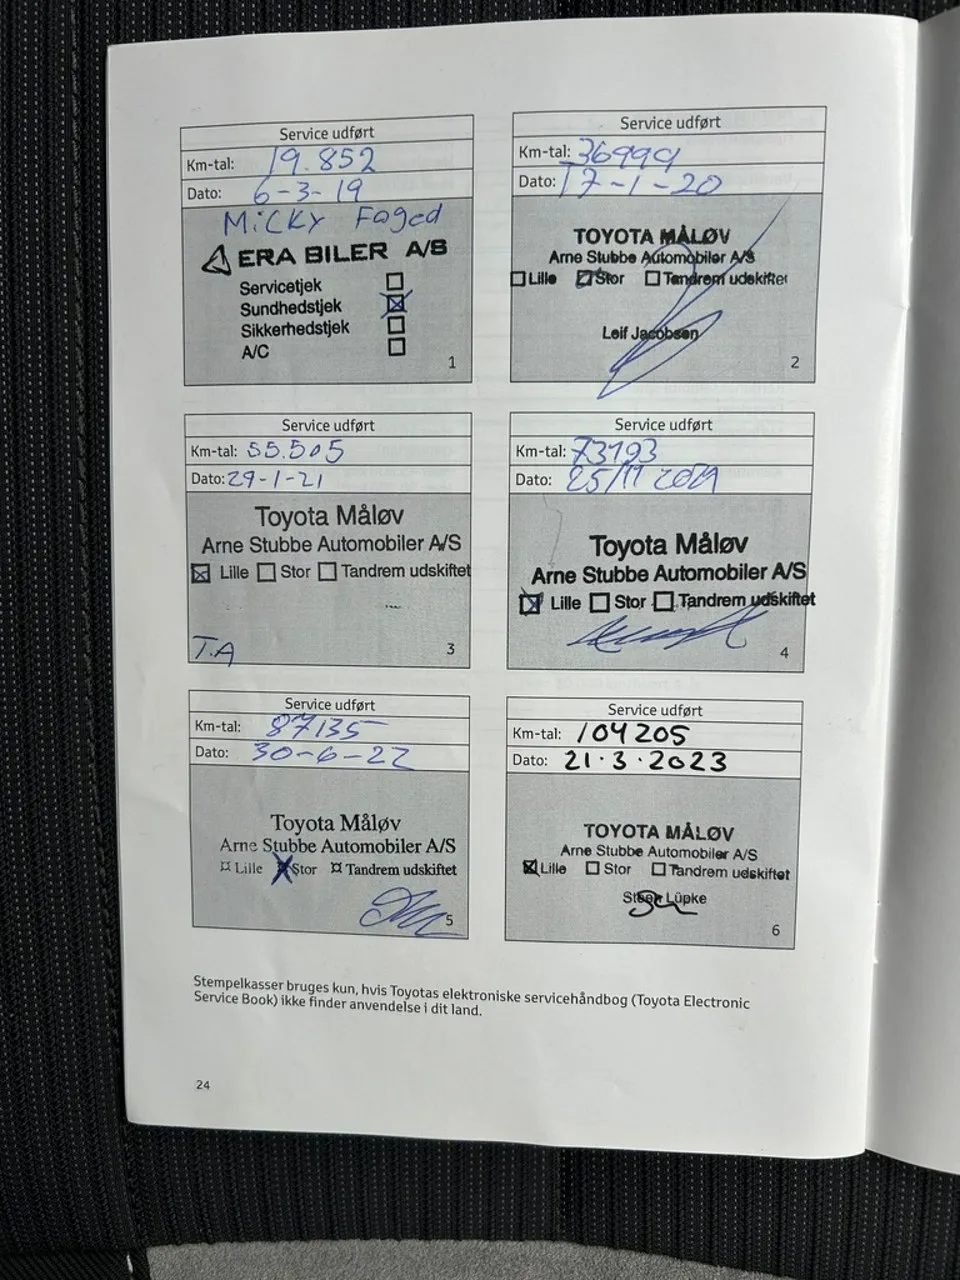 Service udført
Km-tal: 19.852
Dato: 6-3-19
Micky Faged
ERA BILER A/S
Servicetjek
Sundhedstjek
Sikkerhedstjek
A/C
1
Service udført
Km-tal: 36999
Dato: 17-1-20
TOYOTA MÅLØV
Arne Stubbe Automobiler A/S
Lille Stor Tandrem udskiftet
Leif Jacobsen
2
Service udført
Km-tal: 55.505
Dato: 29-1-21
Toyota Måløv
Arne Stubbe Automobiler A/S
Lille Stor Tandrem udskiftet
T.A
3
Service udført
Km-tal: 73193
Dato: 25/11 2021
Toyota Måløv
Arne Stubbe Automobiler A/S
Lille Stor Tandrem udskiftet
4
Service udført
Km-tal: 87135
Dato: 30-6-22
Toyota Måløv
Arne Stubbe Automobiler A/S
Lille Stor Tandrem udskiftet
5
Service udført
Km-tal: 104205
Dato: 21.3.2023
TOYOTA MÅLØV
Arne Stubbe Automobiler A/S
Lille Stor Tandrem udskiftet
Steen Lüpke
6
Stempelkasser bruges kun, hvis Toyotas elektroniske servicehåndbog (Toyota Electronic
Service Book) ikke finder anvendelse i dit land.
24